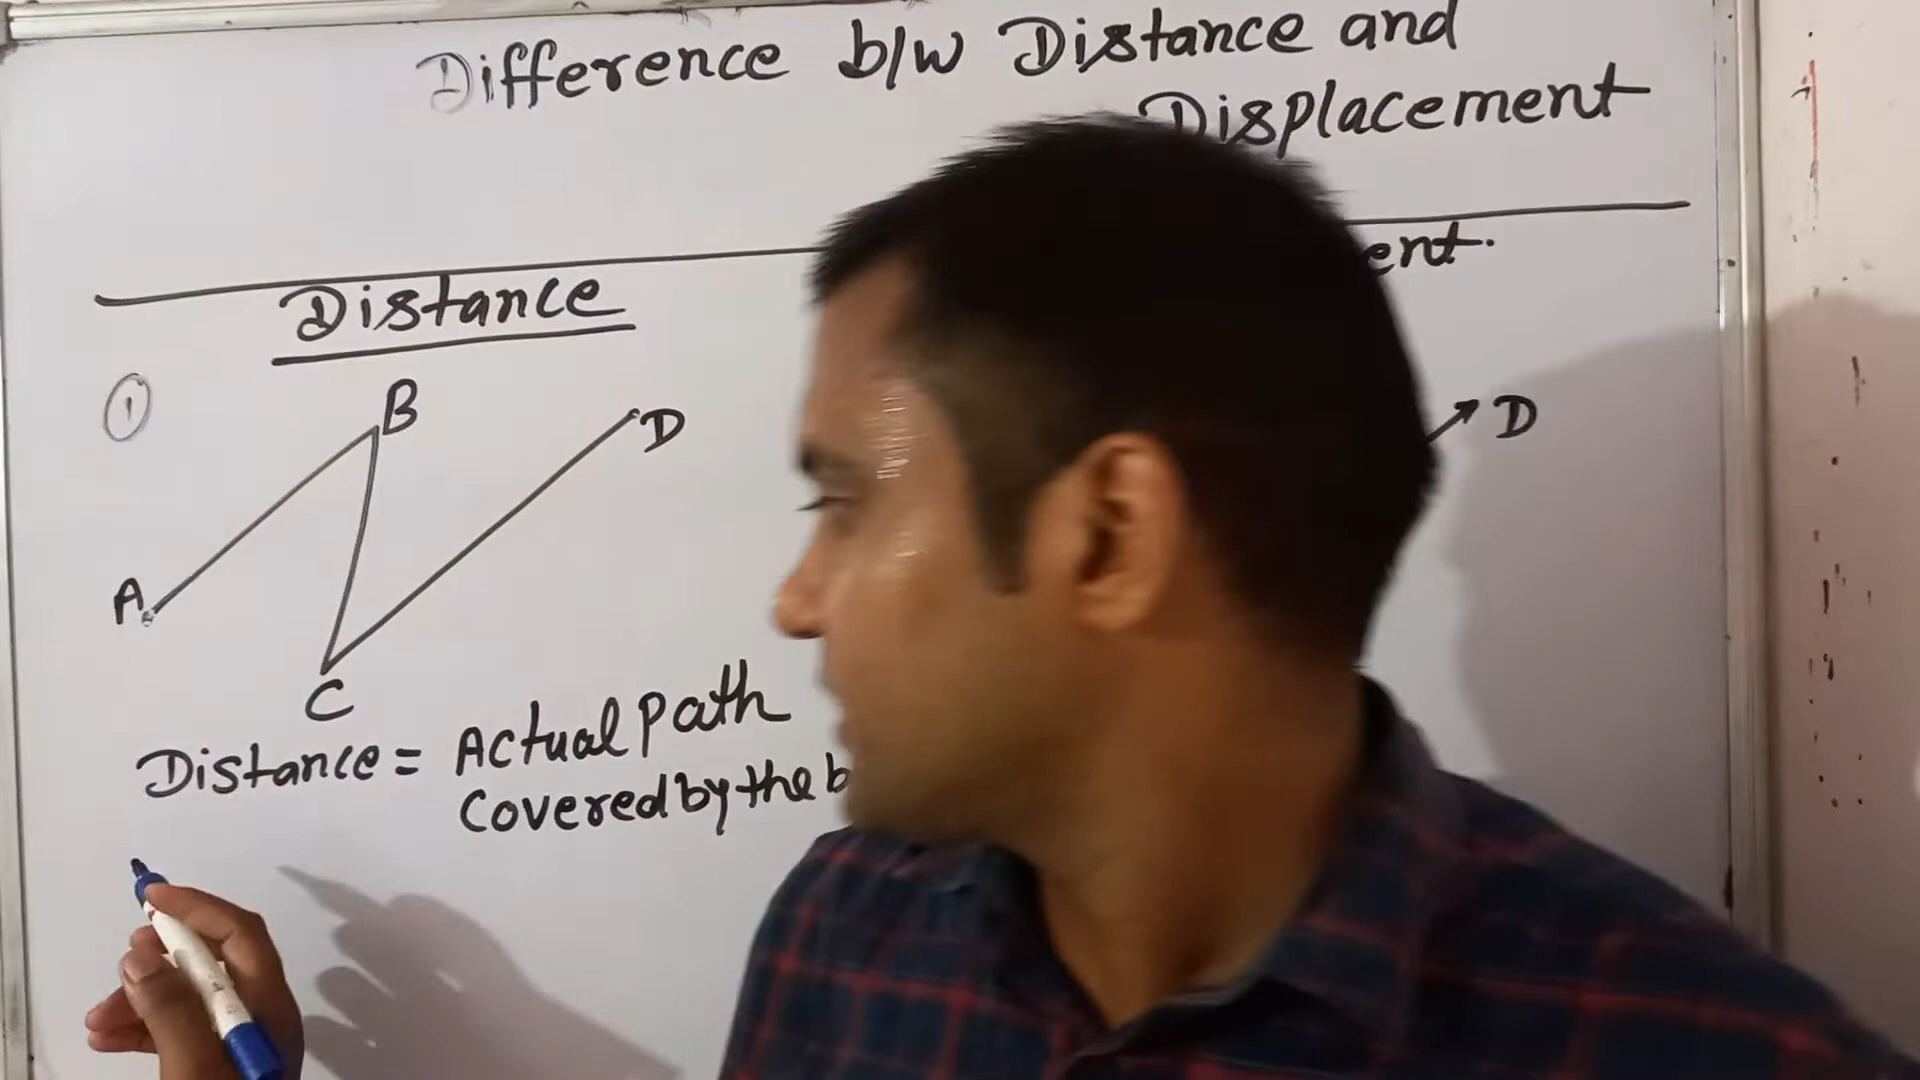 Difference b/w Distance and
Displacement
Distance
ent.
①
B
D
D
A
C
Distance = Actual path
Covered by the b